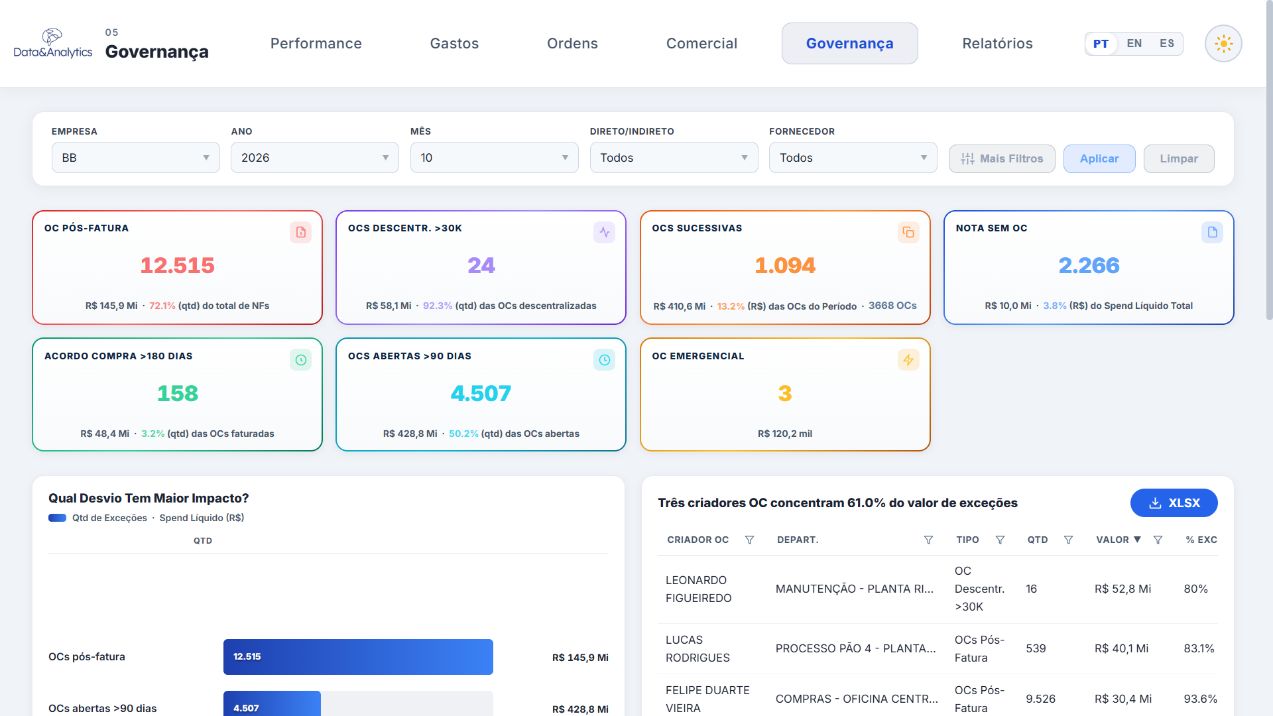 Data&Analytics
05
Governança
Performance
Gastos
Ordens
Comercial
Governança
Relatórios
PT EN ES
EMPRESA
BB
ANO
2026
MÊS
10
DIRETO/INDIRETO
Todos
FORNECEDOR
Todos
Mais Filtros
Aplicar
Limpar
OC PÓS-FATURA
12.515
R$ 145,9 Mi · 72.1% (qtd) do total de NFs
OCS DESCENTR. >30K
24
R$ 58,1 Mi · 92.3% (qtd) das OCs descentralizadas
OCS SUCESSIVAS
1.094
R$ 410,6 Mi · 13.2% (R$) das OCs do Período · 3668 OCs
NOTA SEM OC
2.266
R$ 10,0 Mi · 3.8% (R$) do Spend Líquido Total
ACORDO COMPRA >180 DIAS
158
R$ 48,4 Mi · 3.2% (qtd) das OCs faturadas
OCS ABERTAS >90 DIAS
4.507
R$ 428,8 Mi · 50.2% (qtd) das OCs abertas
OC EMERGENCIAL
3
R$ 120,2 mil
Qual Desvio Tem Maior Impacto?
Qtd de Exceções · Spend Líquido (R$)
QTD
OCs pós-fatura
12.515
R$ 145,9 Mi
OCs abertas >90 dias
4.507
R$ 428,8 Mi
Três criadores OC concentram 61.0% do valor de exceções
XLSX
CRIADOR OC DEPART. TIPO QTD VALOR ▼ % EXC
LEONARDO
FIGUEIREDO
MANUTENÇÃO - PLANTA RI...
OC
Descentr.
>30K
16
R$ 52,8 Mi
80%
LUCAS
RODRIGUES
PROCESSO PÃO 4 - PLANTA...
OCs Pós-
Fatura
539
R$ 40,1 Mi
83.1%
FELIPE DUARTE
VIEIRA
COMPRAS - OFICINA CENTR...
OCs Pós-
Fatura
9.526
R$ 30,4 Mi
93.6%